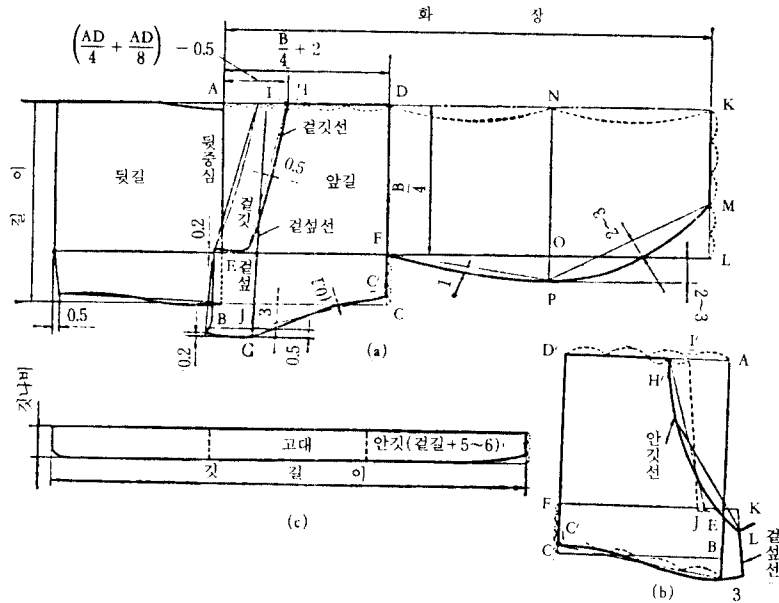 화 장
(AD/4 + AD/8) - 0.5
B/4 + 2
A
I
H
D
N
K
겉깃선
0.5
뒷중심
뒷길
앞길
길이
겉깃
B/4
겉섶선
M
2~3
0.2
F
O
L
E
겉섶
1
P
C'
C
B
J
3
2~3
0.5
G
0.5
0.2
(a)
I'
D'
A
H'
깃나비
고대
안깃(겉길+5~6)
안깃선
깃 길 이
(c)
F
K
J
E
C'
L
B
C
겉섶선
(b)
3